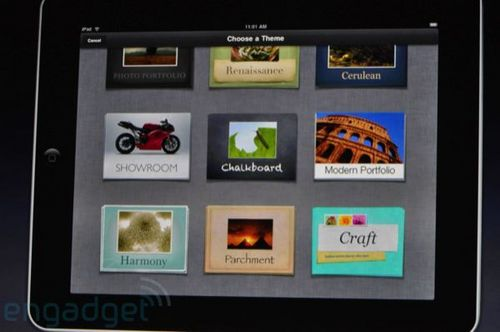 iPad
11:01 AM
Cancel
Choose a Theme
PHOTO PORTFOLIO
Renaissance
Cerulean
SHOWROOM
Chalkboard
Modern Portfolio
Harmony
Parchment
Craft
engadget